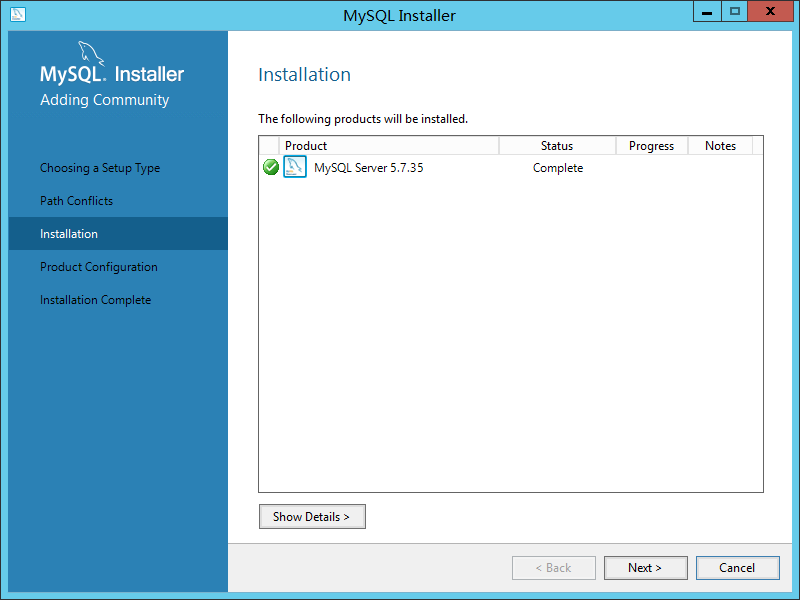 MySQL Installer
MySQL. Installer
Adding Community
Choosing a Setup Type
Path Conflicts
Installation
Product Configuration
Installation Complete
Installation
The following products will be installed.
Product Status Progress Notes
MySQL Server 5.7.35 Complete
Show Details >
< Back Next > Cancel